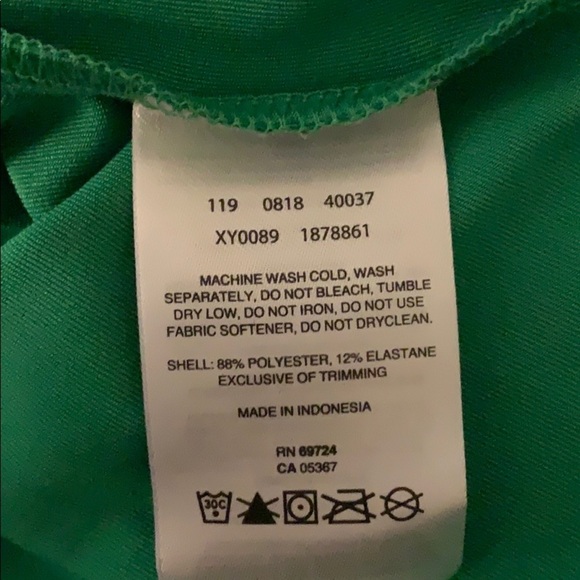 119 0818 40037
XY0089 1878861
MACHINE WASH COLD, WASH
SEPARATELY, DO NOT BLEACH, TUMBLE
DRY LOW, DO NOT IRON, DO NOT USE
FABRIC SOFTENER, DO NOT DRYCLEAN.
SHELL: 88% POLYESTER, 12% ELASTANE
EXCLUSIVE OF TRIMMING
MADE IN INDONESIA
RN 69724
CA 05367
30C